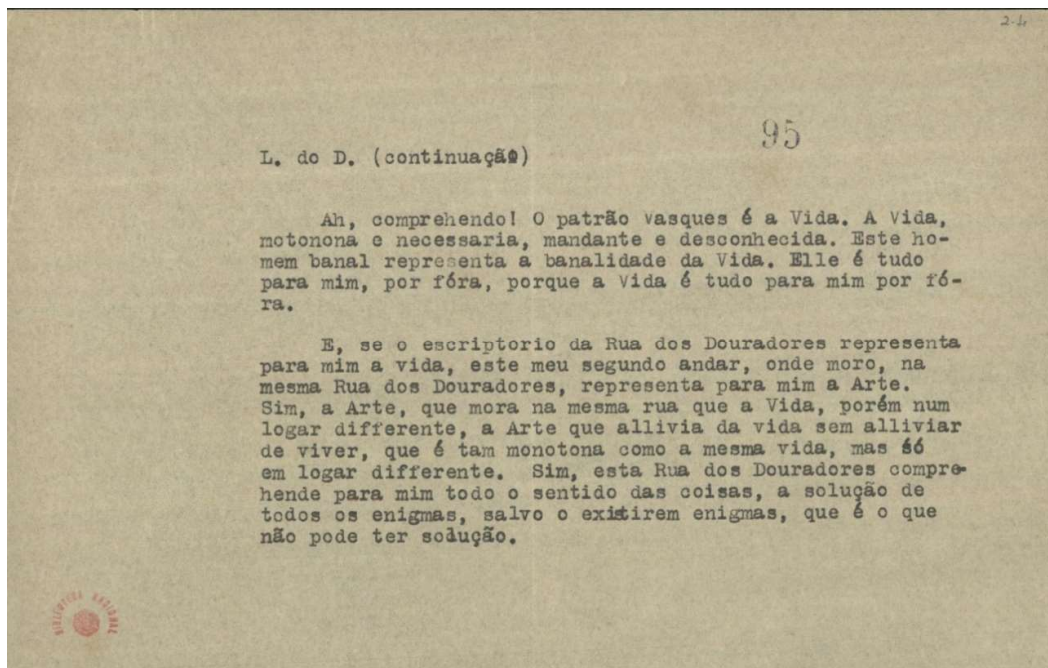 2-4
95
L. do D. (continuação)
Ah, comprehendo! O patrão Vasques é a Vida. A Vida,
motonona e necessaria, mandante e desconhecida. Este ho-
mem banal representa a banalidade da Vida. Elle é tudo
para mim, por fóra, porque a Vida é tudo para mim por fó-
ra.
E, se o escriptorio da Rua dos Douradores representa
para mim a vida, este meu segundo andar, onde moro, na
mesma Rua dos Douradores, representa para mim a Arte.
Sim, a Arte, que mora na mesma rua que a Vida, porém num
logar differente, a Arte que allivia da vida sem alliviar
de viver, que é tam monotona como a mesma vida, mas só
em logar differente. Sim, esta Rua dos Douradores compre-
hende para mim todo o sentido das coisas, a solução de
todos os enigmas, salvo o existirem enigmas, que é o que
não pode ter solução.
BIBLIOTECA NACIONAL